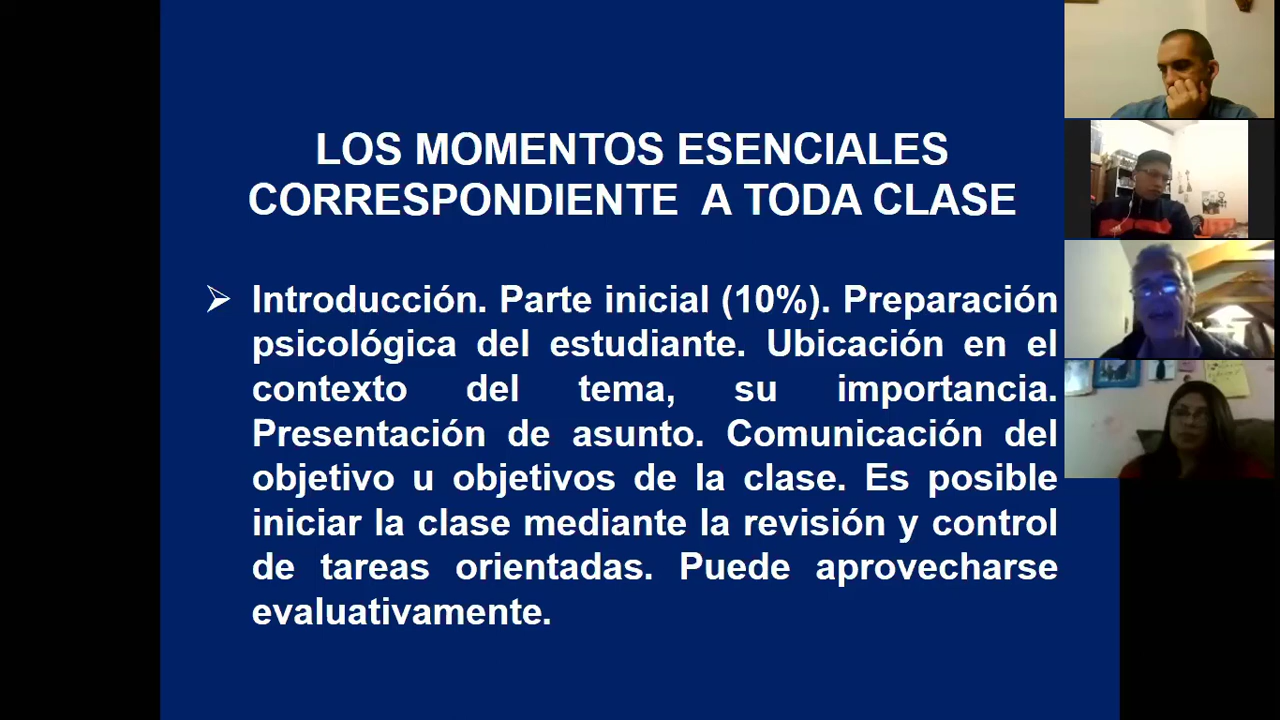 LOS MOMENTOS ESENCIALES
CORRESPONDIENTE A TODA CLASE
Introducción. Parte inicial (10%). Preparación
psicológica del estudiante. Ubicación en el
contexto del tema, su importancia.
Presentación de asunto. Comunicación del
objetivo u objetivos de la clase. Es posible
iniciar la clase mediante la revisión y control
de tareas orientadas. Puede aprovecharse
evaluativamente.